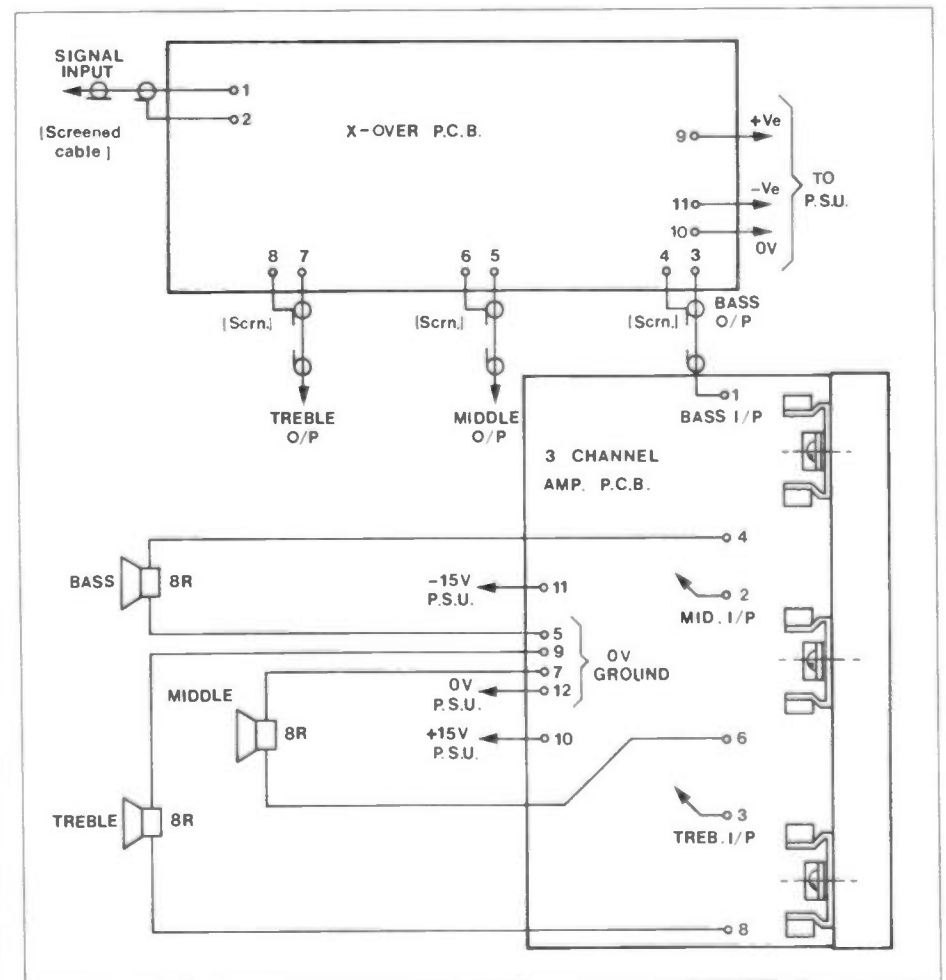 SIGNAL
INPUT
1
2
[Screened
cable]
X-OVER P.C.B.
9
+Ve
11
-Ve
10
0V
TO
P.S.U.
8 7
6 5
4 3
[Scrn.]
[Scrn.]
[Scrn.]
BASS
O/P
TREBLE
O/P
MIDDLE
O/P
1
BASS I/P
3 CHANNEL
AMP. P.C.B.
4
BASS
8R
-15V
P.S.U.
11
2
MID. I/P
5
9
7
12
0V
GROUND
0V
P.S.U.
MIDDLE
8R
+15V
P.S.U.
10
6
TREBLE
8R
3
TREB. I/P
8